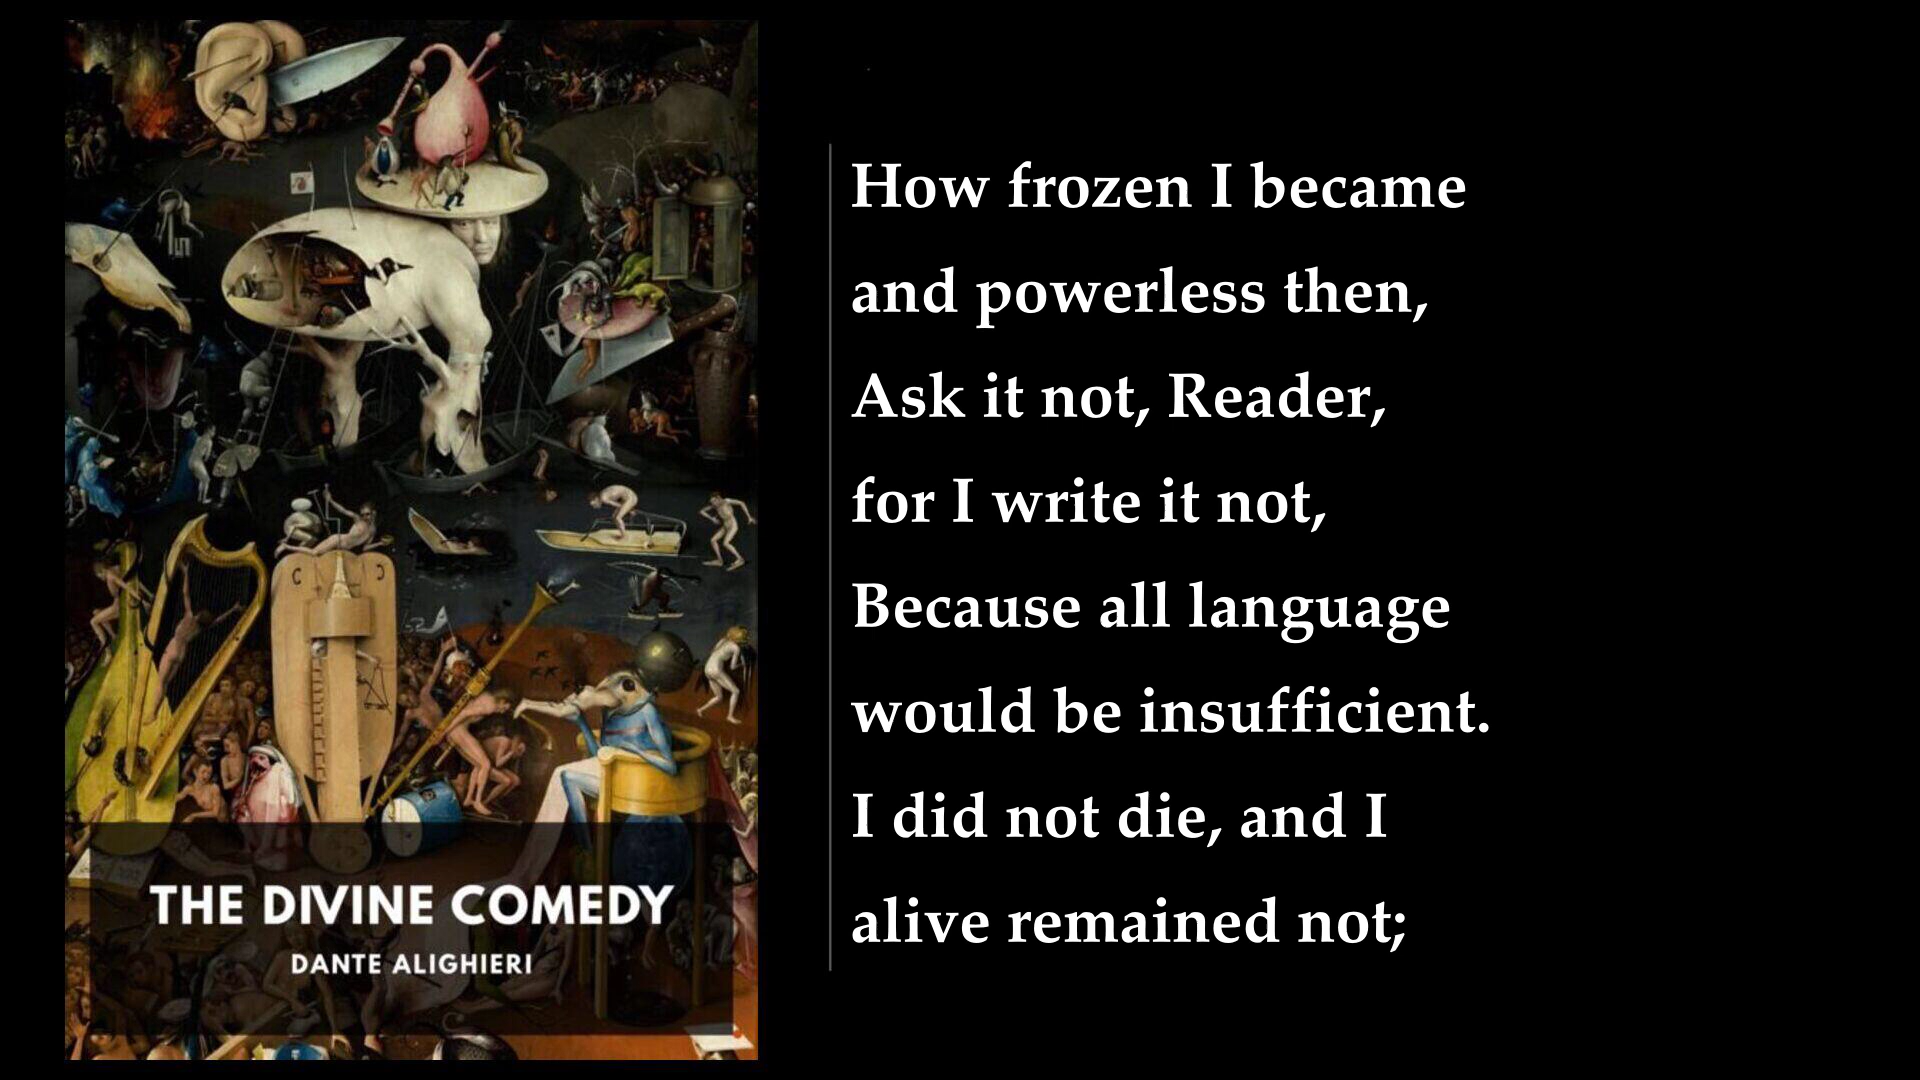 How frozen I became
and powerless then,
Ask it not, Reader,
for I write it not,
Because all language
would be insufficient.
I did not die, and I
alive remained not;
THE DIVINE COMEDY
DANTE ALIGHIERI